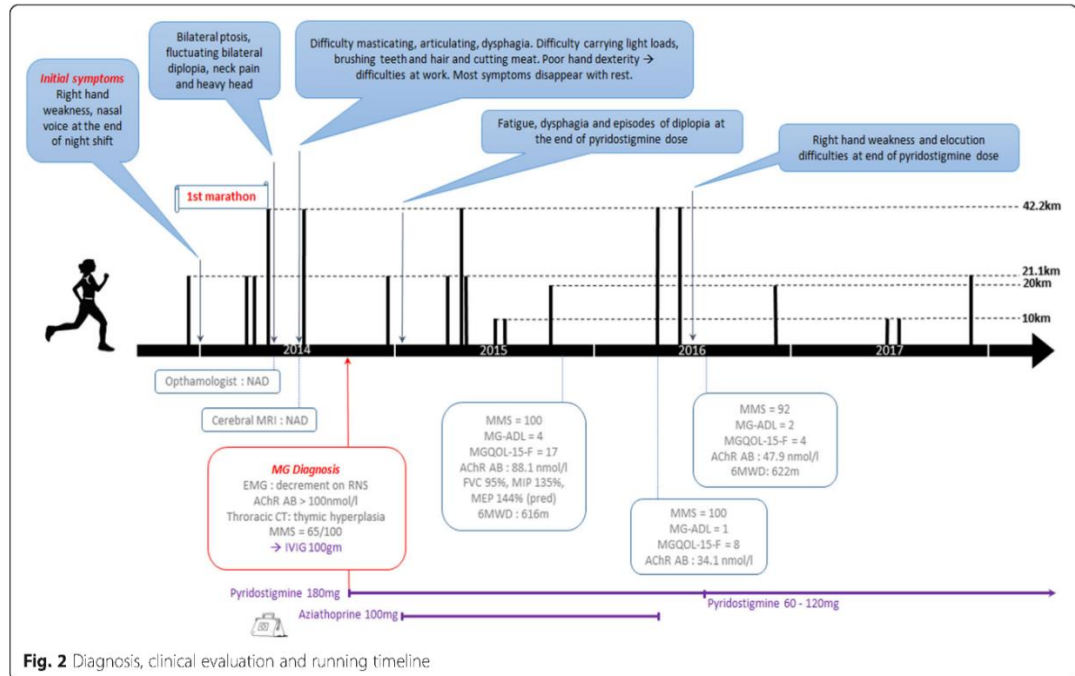 Initial symptoms
Right hand
weakness, nasal
voice at the end
of night shift
Bilateral ptosis,
fluctuating bilateral
diplopia, neck pain
and heavy head
Difficulty masticating, articulating, dysphagia. Difficulty carrying light loads,
brushing teeth and hair and cutting meat. Poor hand dexterity →
difficulties at work. Most symptoms disappear with rest.
Fatigue, dysphagia and episodes of diplopia at
the end of pyridostigmine dose
Right hand weakness and elocution
difficulties at end of pyridostigmine dose
1st marathon
42.2km
21.1km
20km
10km
2014
2015
2016
2017
Opthamologist : NAD
Cerebral MRI : NAD
MG Diagnosis
EMG : decrement on RNS
AChR AB > 100nmol/l
Throracic CT: thymic hyperplasia
MMS = 65/100
→ IVIG 100gm
MMS = 100
MG-ADL = 4
MGQOL-15-F = 17
AChR AB : 88.1 nmol/l
FVC 95%, MIP 135%,
MEP 144% (pred)
6MWD : 616m
MMS = 100
MG-ADL = 1
MGQOL-15-F = 8
AChR AB : 34.1 nmol/l
MMS = 92
MG-ADL = 2
MGQOL-15-F = 4
AChR AB : 47.9 nmol/l
6MWD: 622m
Pyridostigmine 180mg
Pyridostigmine 60 - 120mg
Aziathoprine 100mg
Fig. 2 Diagnosis, clinical evaluation and running timeline